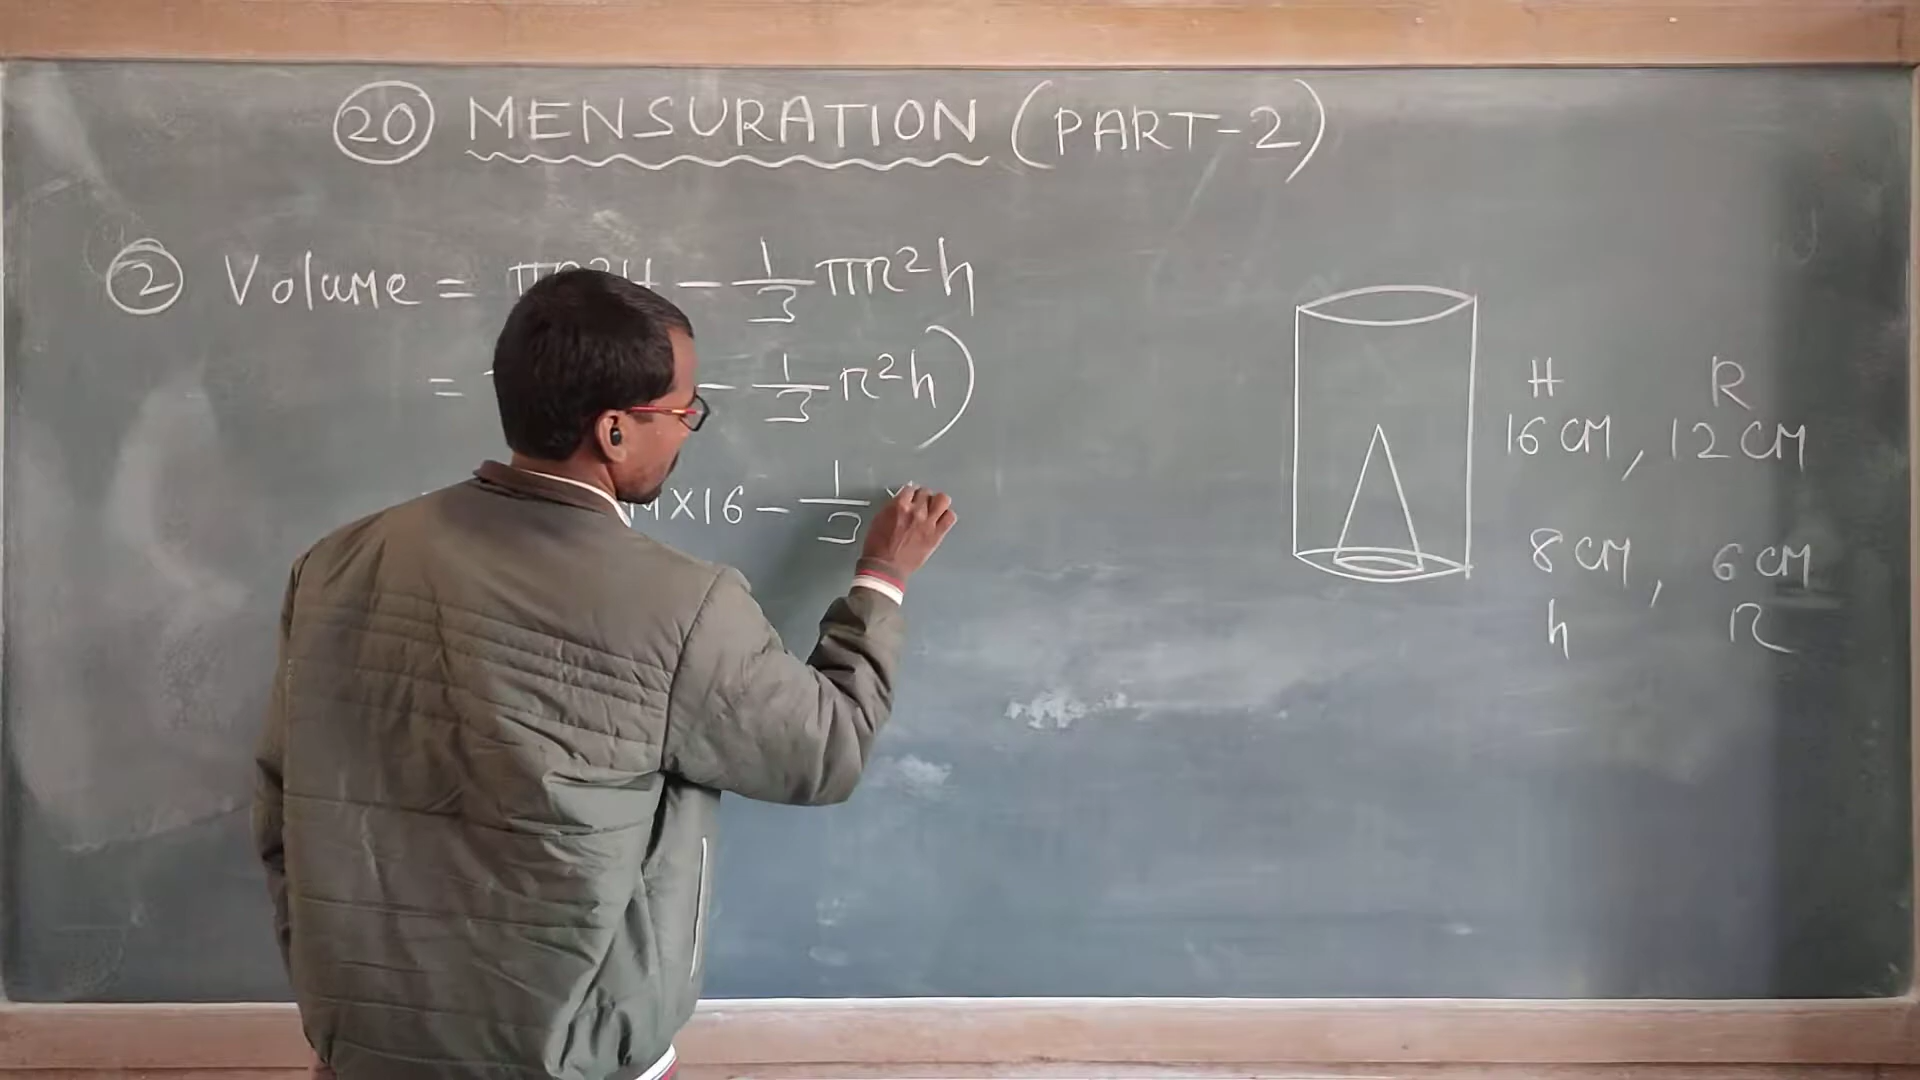 20 MENSURATION (PART-2)
2 Volume = πR²H - 1/3 πr²h
= - 1/3 r²h)
×16 - 1/3 ×
H R
16 CM, 12 CM
8 CM, 6 CM
h r